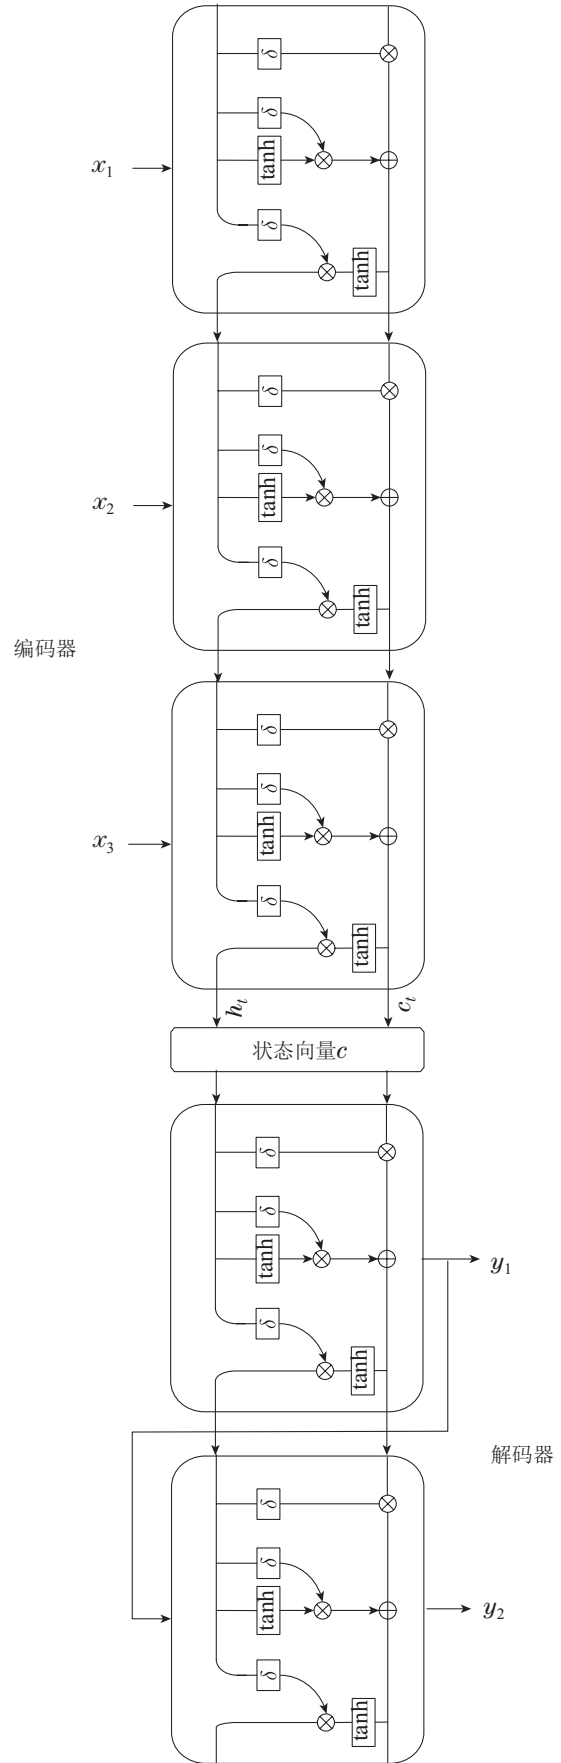 δ
δ
tanh
x₁
δ
tanh
δ
δ
tanh
x₂
δ
tanh
编码器
δ
δ
tanh
x₃
δ
tanh
hₜ
cₜ
状态向量c
δ
δ
tanh
y₁
δ
tanh
解码器
δ
δ
tanh
y₂
δ
tanh